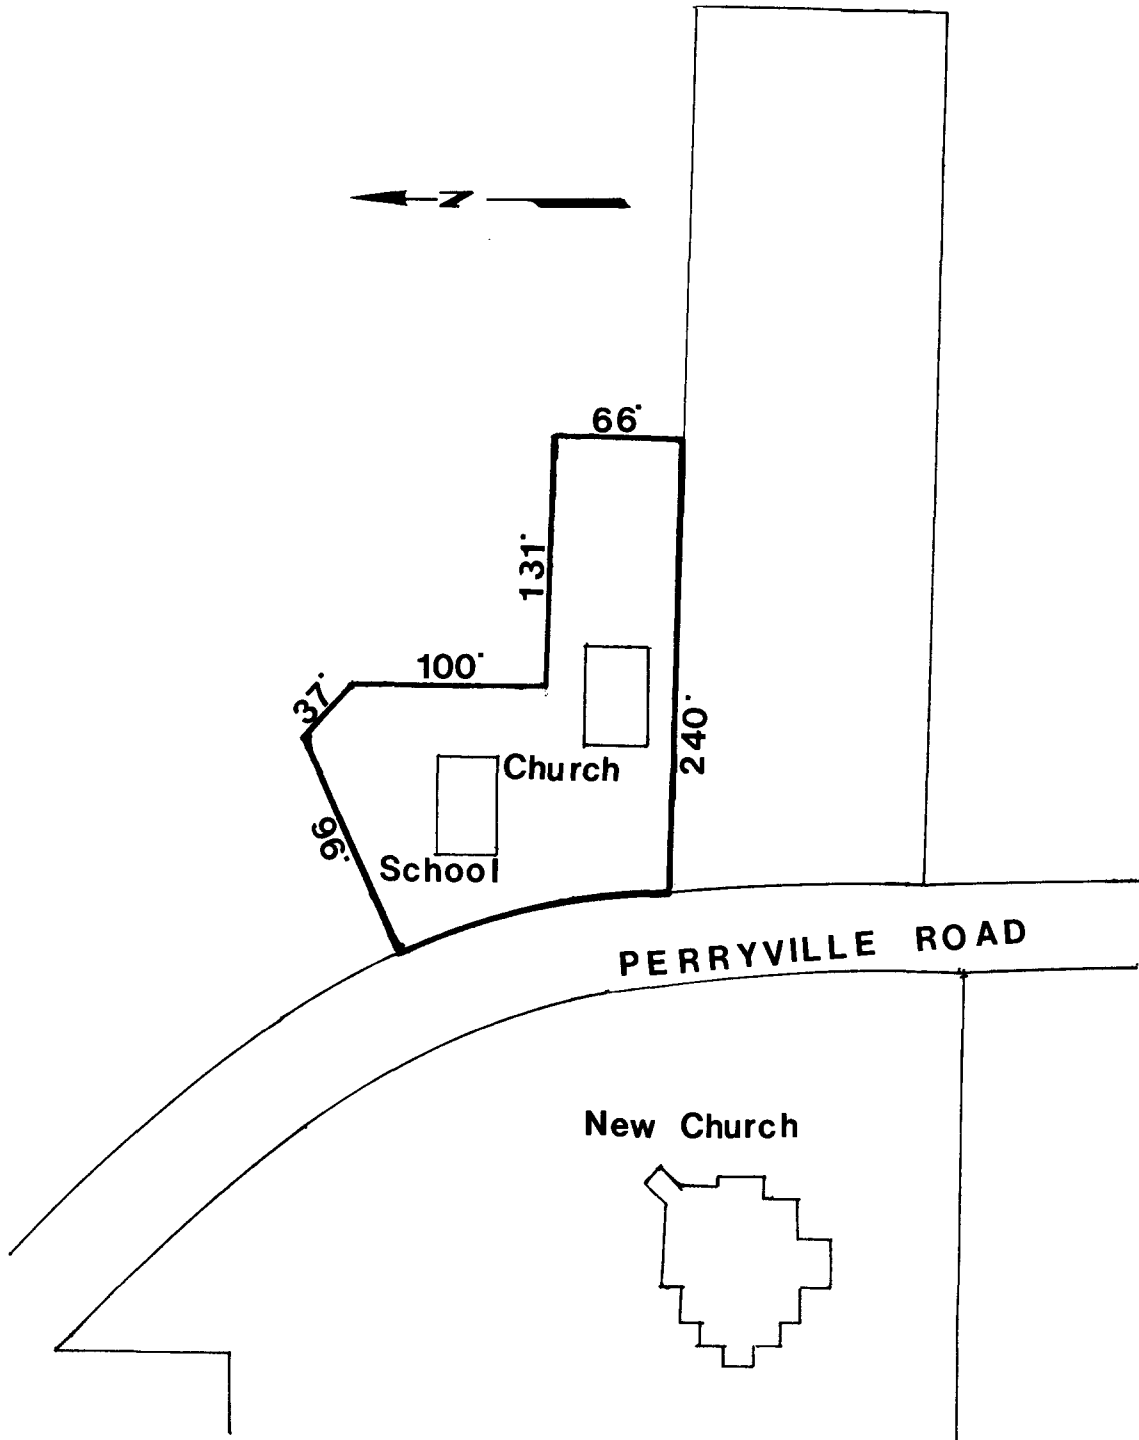 N
66'
131'
100'
37'
240'
Church
96'
School
PERRYVILLE ROAD
New Church